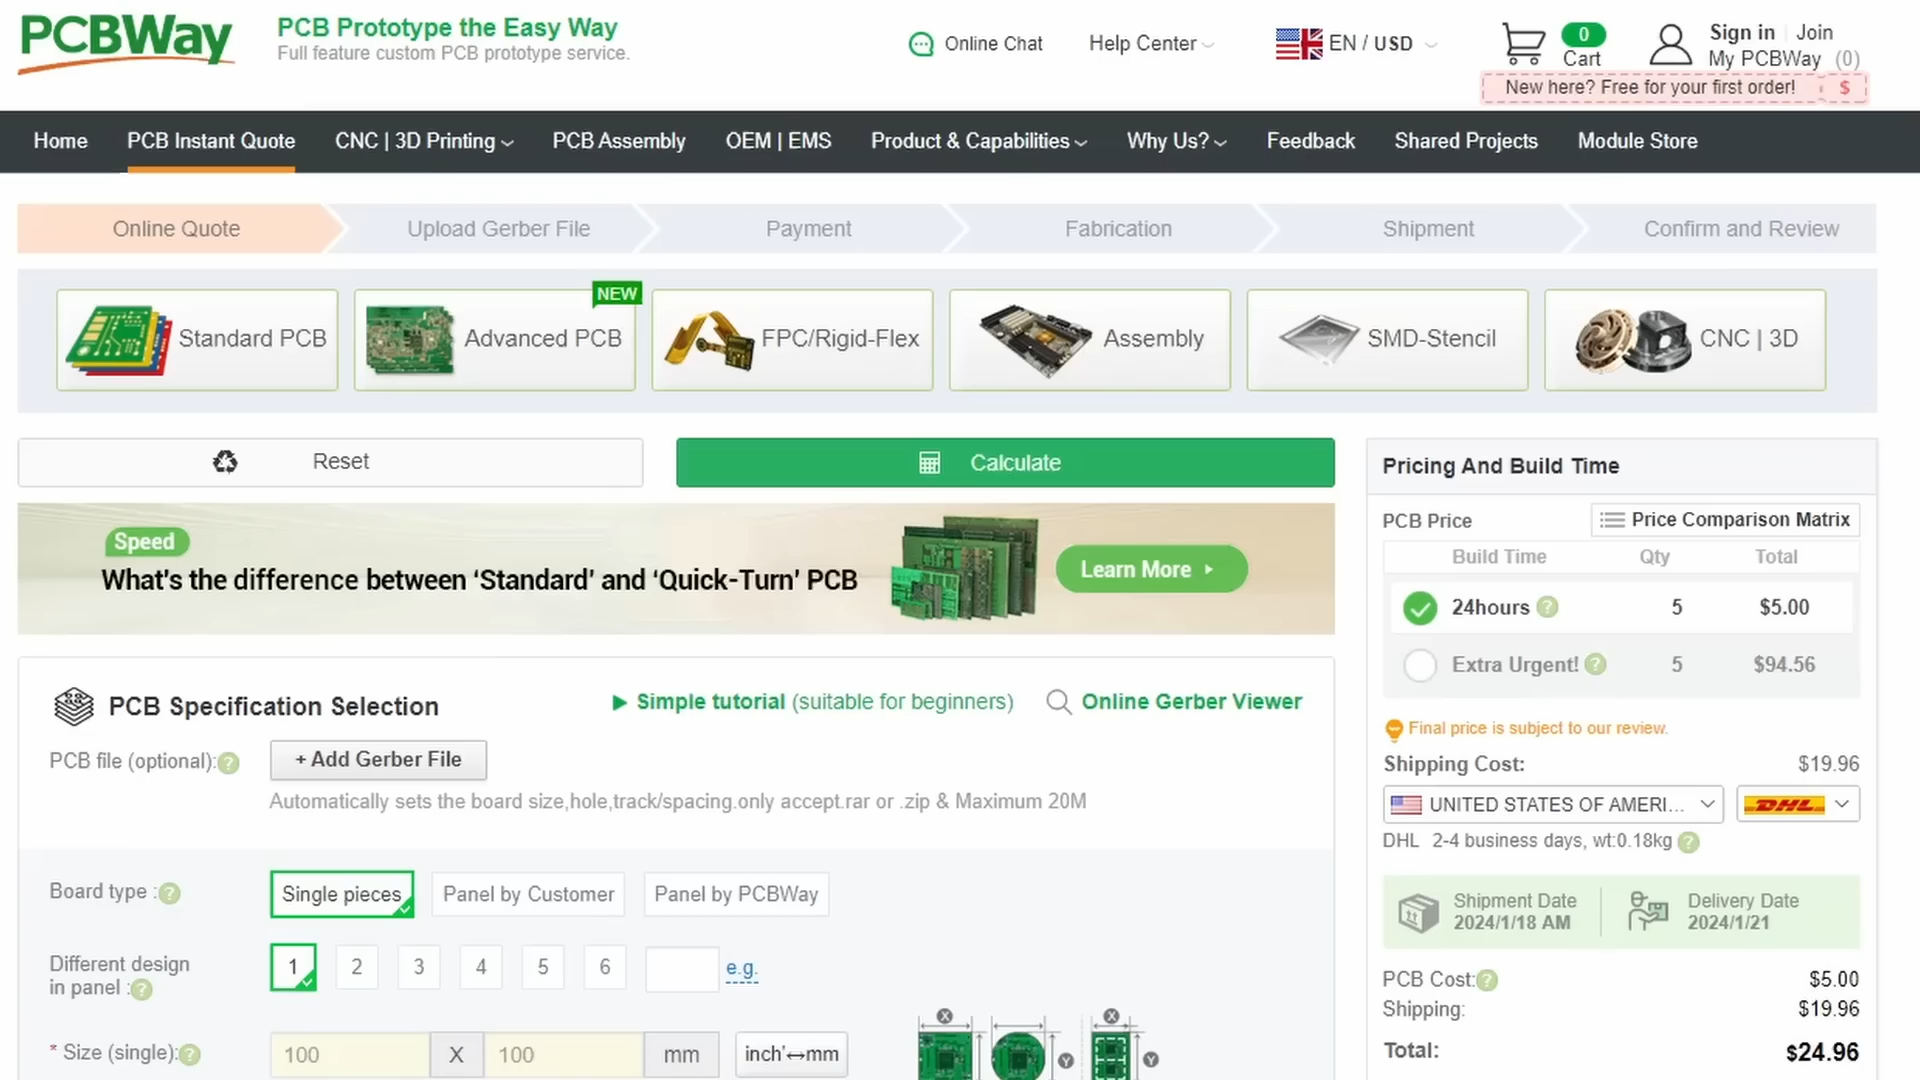 PCBWay
PCB Prototype the Easy Way
Full feature custom PCB prototype service.
Online Chat
Help Center
EN / USD
0
Cart
Sign in
Join
My PCBWay (0)
New here? Free for your first order! $
Home
PCB Instant Quote
CNC | 3D Printing
PCB Assembly
OEM | EMS
Product & Capabilities
Why Us?
Feedback
Shared Projects
Module Store
Online Quote
Upload Gerber File
Payment
Fabrication
Shipment
Confirm and Review
Standard PCB
NEW
Advanced PCB
FPC/Rigid-Flex
Assembly
SMD-Stencil
CNC | 3D
Reset
Calculate
Speed
What's the difference between ‘Standard’ and ‘Quick-Turn’ PCB
Learn More
PCB Specification Selection
Simple tutorial (suitable for beginners)
Online Gerber Viewer
PCB file (optional): ?
+ Add Gerber File
Automatically sets the board size,hole,track/spacing.only accept.rar or .zip & Maximum 20M
Board type : ?
Single pieces
Panel by Customer
Panel by PCBWay
Different design
in panel : ?
1
2
3
4
5
6
e.g.
* Size (single): ?
100
X
100
mm
inch'↔mm
X
Y
X
Y
Pricing And Build Time
PCB Price
Price Comparison Matrix
Build Time Qty Total
24hours ? 5 $5.00
Extra Urgent! ? 5 $94.56
Final price is subject to our review.
Shipping Cost: $19.96
UNITED STATES OF AMERI...
DHL
DHL 2-4 business days, wt:0.18kg ?
Shipment Date
2024/1/18 AM
Delivery Date
2024/1/21
PCB Cost: ? $5.00
Shipping: $19.96
Total: $24.96